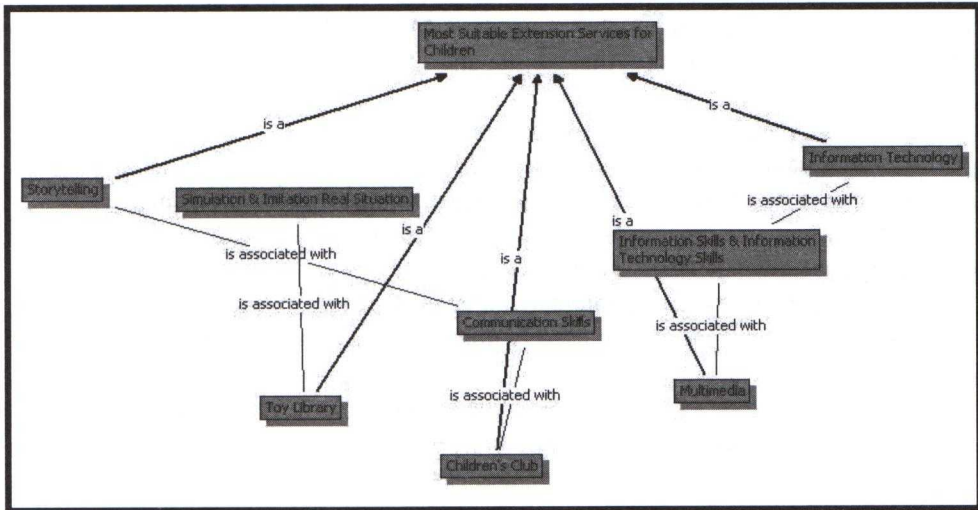 Most Suitable Extension Services for
Children
is a
is a
Information Technology
Storytelling
Simulation & Imitation Real Situation
is associated with
is a
is a
Information Skills & Information
Technology Skills
is associated with
is a
is associated with
Communication Skills
is associated with
is associated with
Multimedia
Toy Library
Children's Club